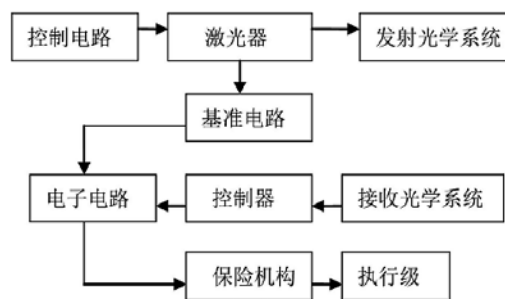 控制电路
激光器
发射光学系统
基准电路
电子电路
控制器
接收光学系统
保险机构
执行级